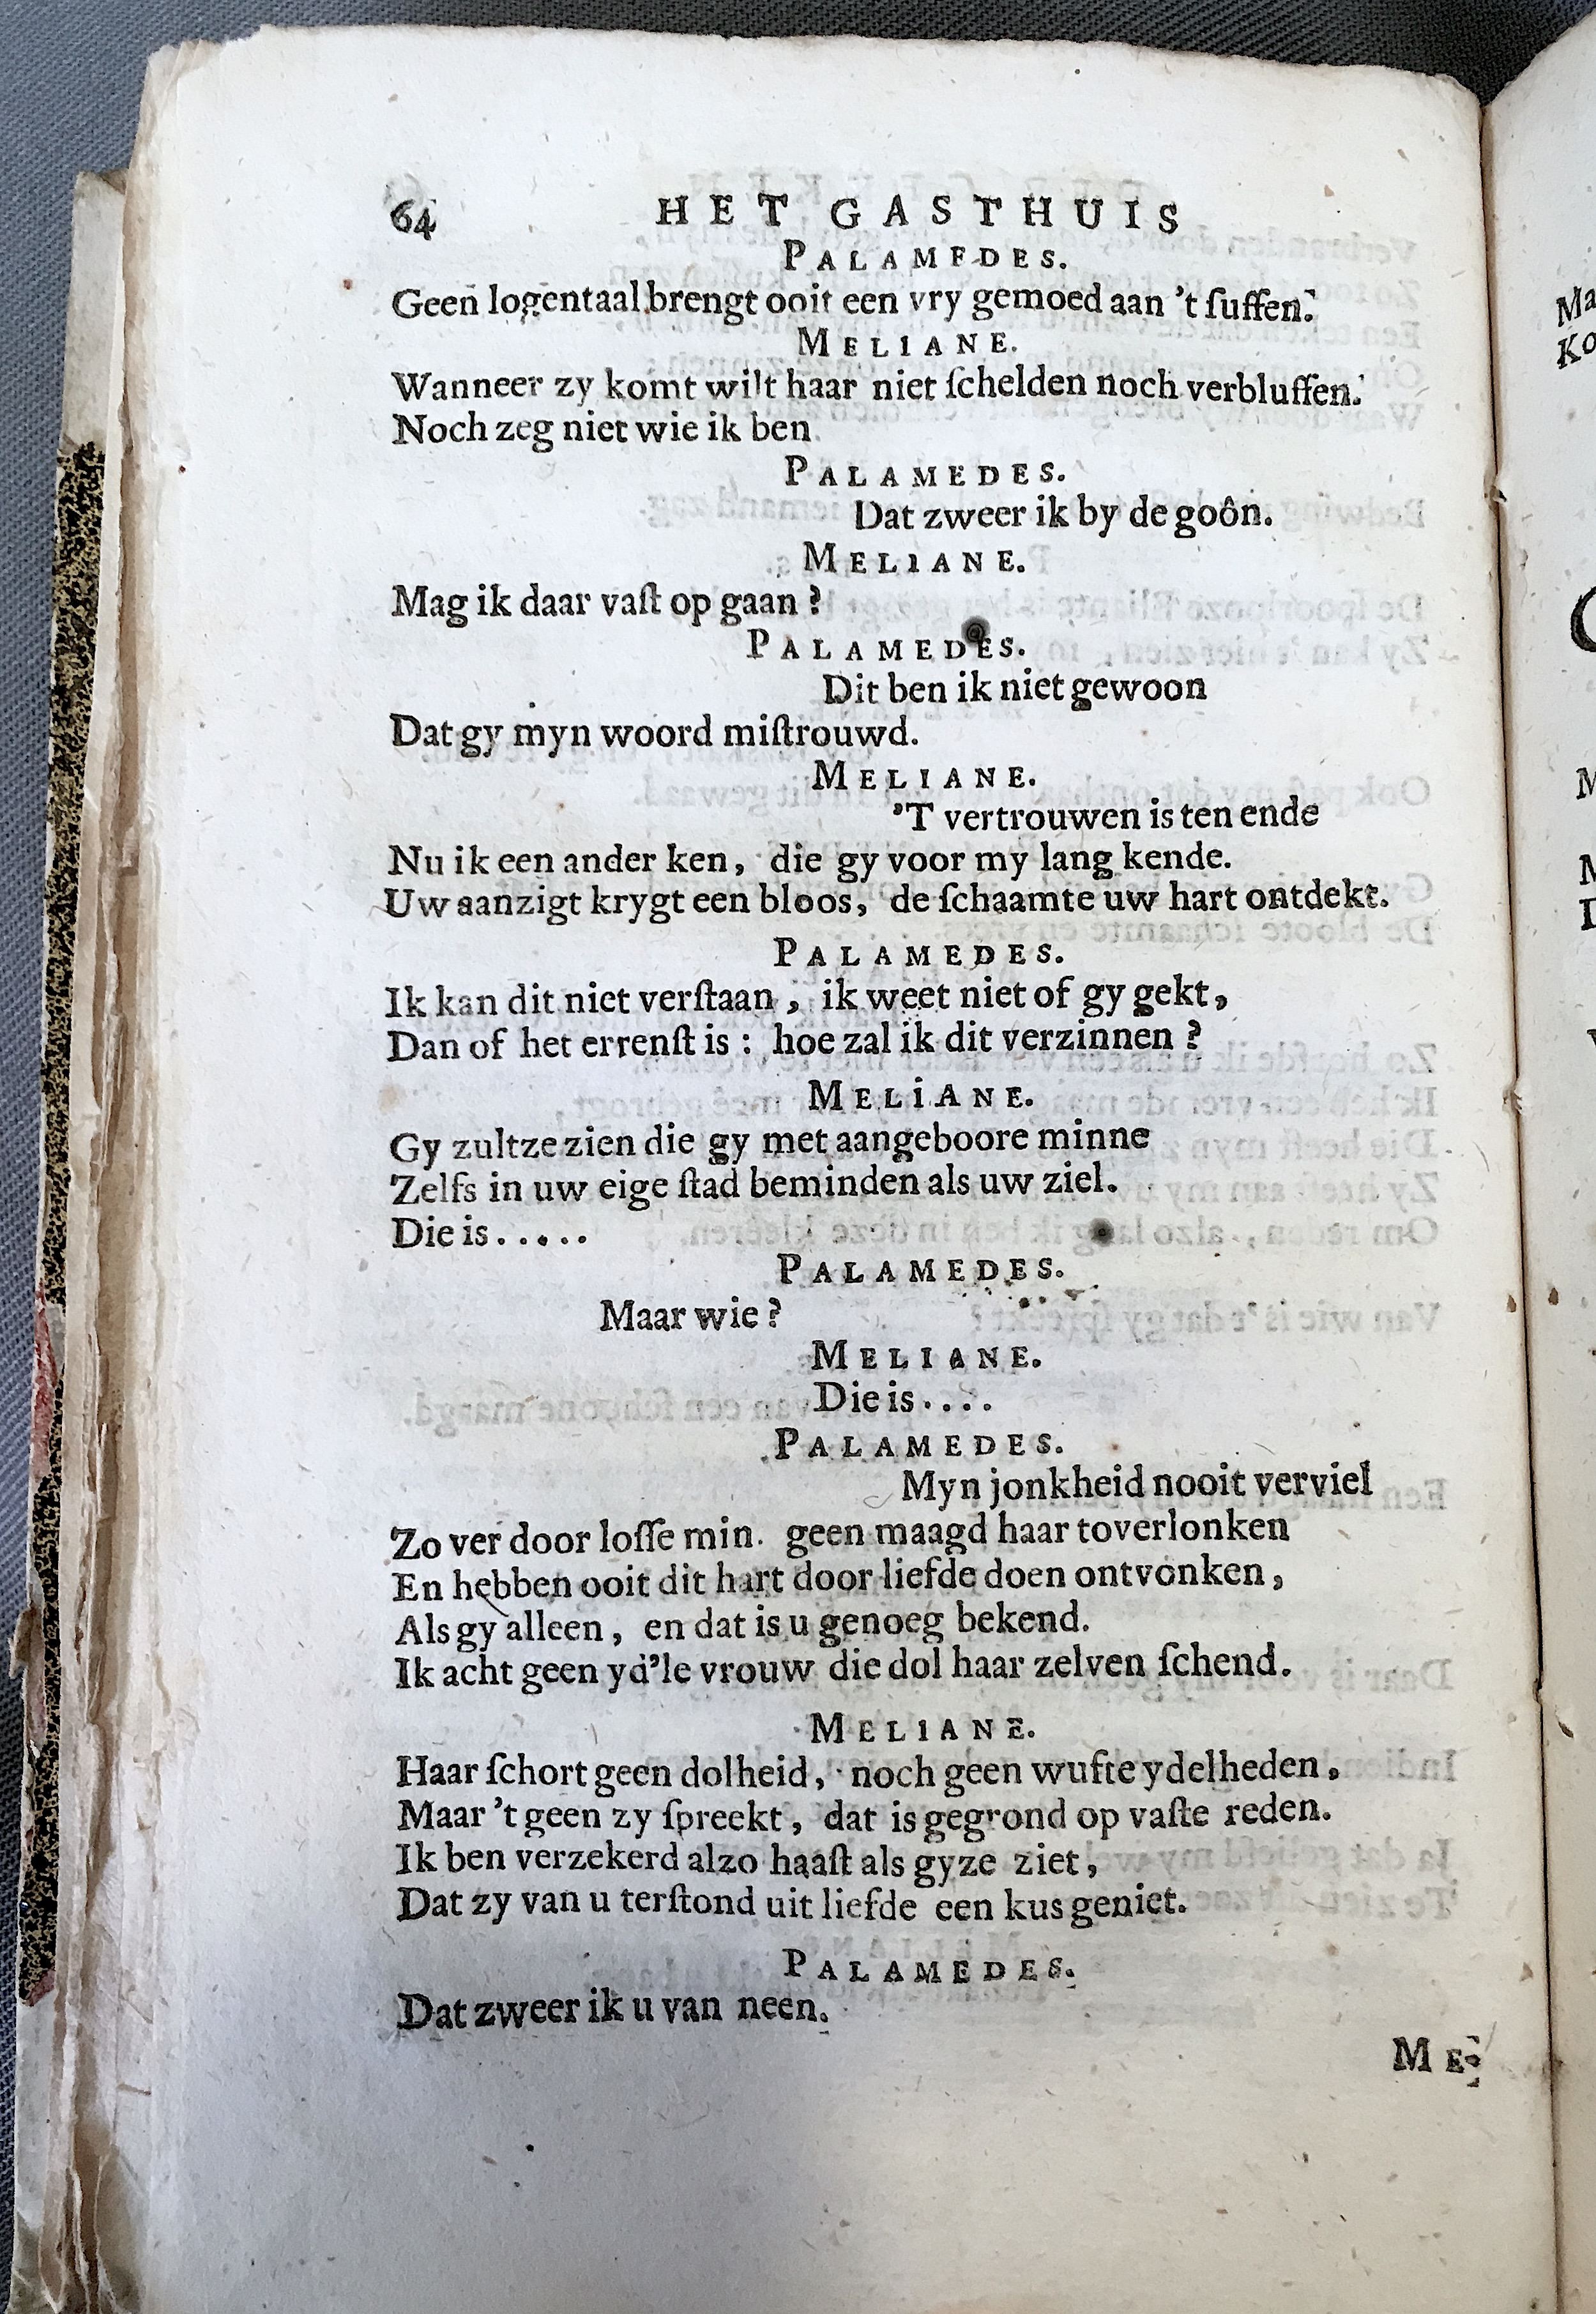 64 HET GASTHUIS
PALAMEDES.
Geen logentaal brengt ooit een vry gemoed aan 't ſuffen.
MELIANE.
Wanneer zy komt wilt haar niet ſchelden noch verbluffen.
Noch zeg niet wie ik ben.
PALAMEDES.
Dat zweer ik by de goôn.
MELIANE.
Mag ik daar vaſt op gaan?
PALAMEDES.
Dit ben ik niet gewoon
Dat gy myn woord miſtrouwd.
MELIANE.
'T vertrouwen is ten ende
Nu ik een ander ken, die gy voor my lang kende.
Uw aanzigt krygt een bloos, de ſchaamte uw hart ontdekt.
PALAMEDES.
Ik kan dit niet verſtaan, ik weet niet of gy gekt,
Dan of het errenſt is: hoe zal ik dit verzinnen?
MELIANE.
Gy zultze zien die gy met aangeboore minne
Zelfs in uw eige ſtad beminden als uw ziel.
Die is.....
PALAMEDES.
Maar wie?
MELIANE.
Die is....
PALAMEDES.
Myn jonkheid nooit verviel
Zo ver door loſſe min. geen maagd haar toverlonken
En hebben ooit dit hart door liefde doen ontvonken,
Als gy alleen, en dat is u genoeg bekend.
Ik acht geen yd'le vrouw die dol haar zelven ſchend.
MELIANE.
Haar ſchort geen dolheid, noch geen wufte ydelheden,
Maar 't geen zy ſpreekt, dat is gegrond op vaſte reden.
Ik ben verzekerd alzo haaſt als gyze ziet,
Dat zy van u terſtond uit liefde een kus geniet.
PALAMEDES.
Dat zweer ik u van neen.
ME-